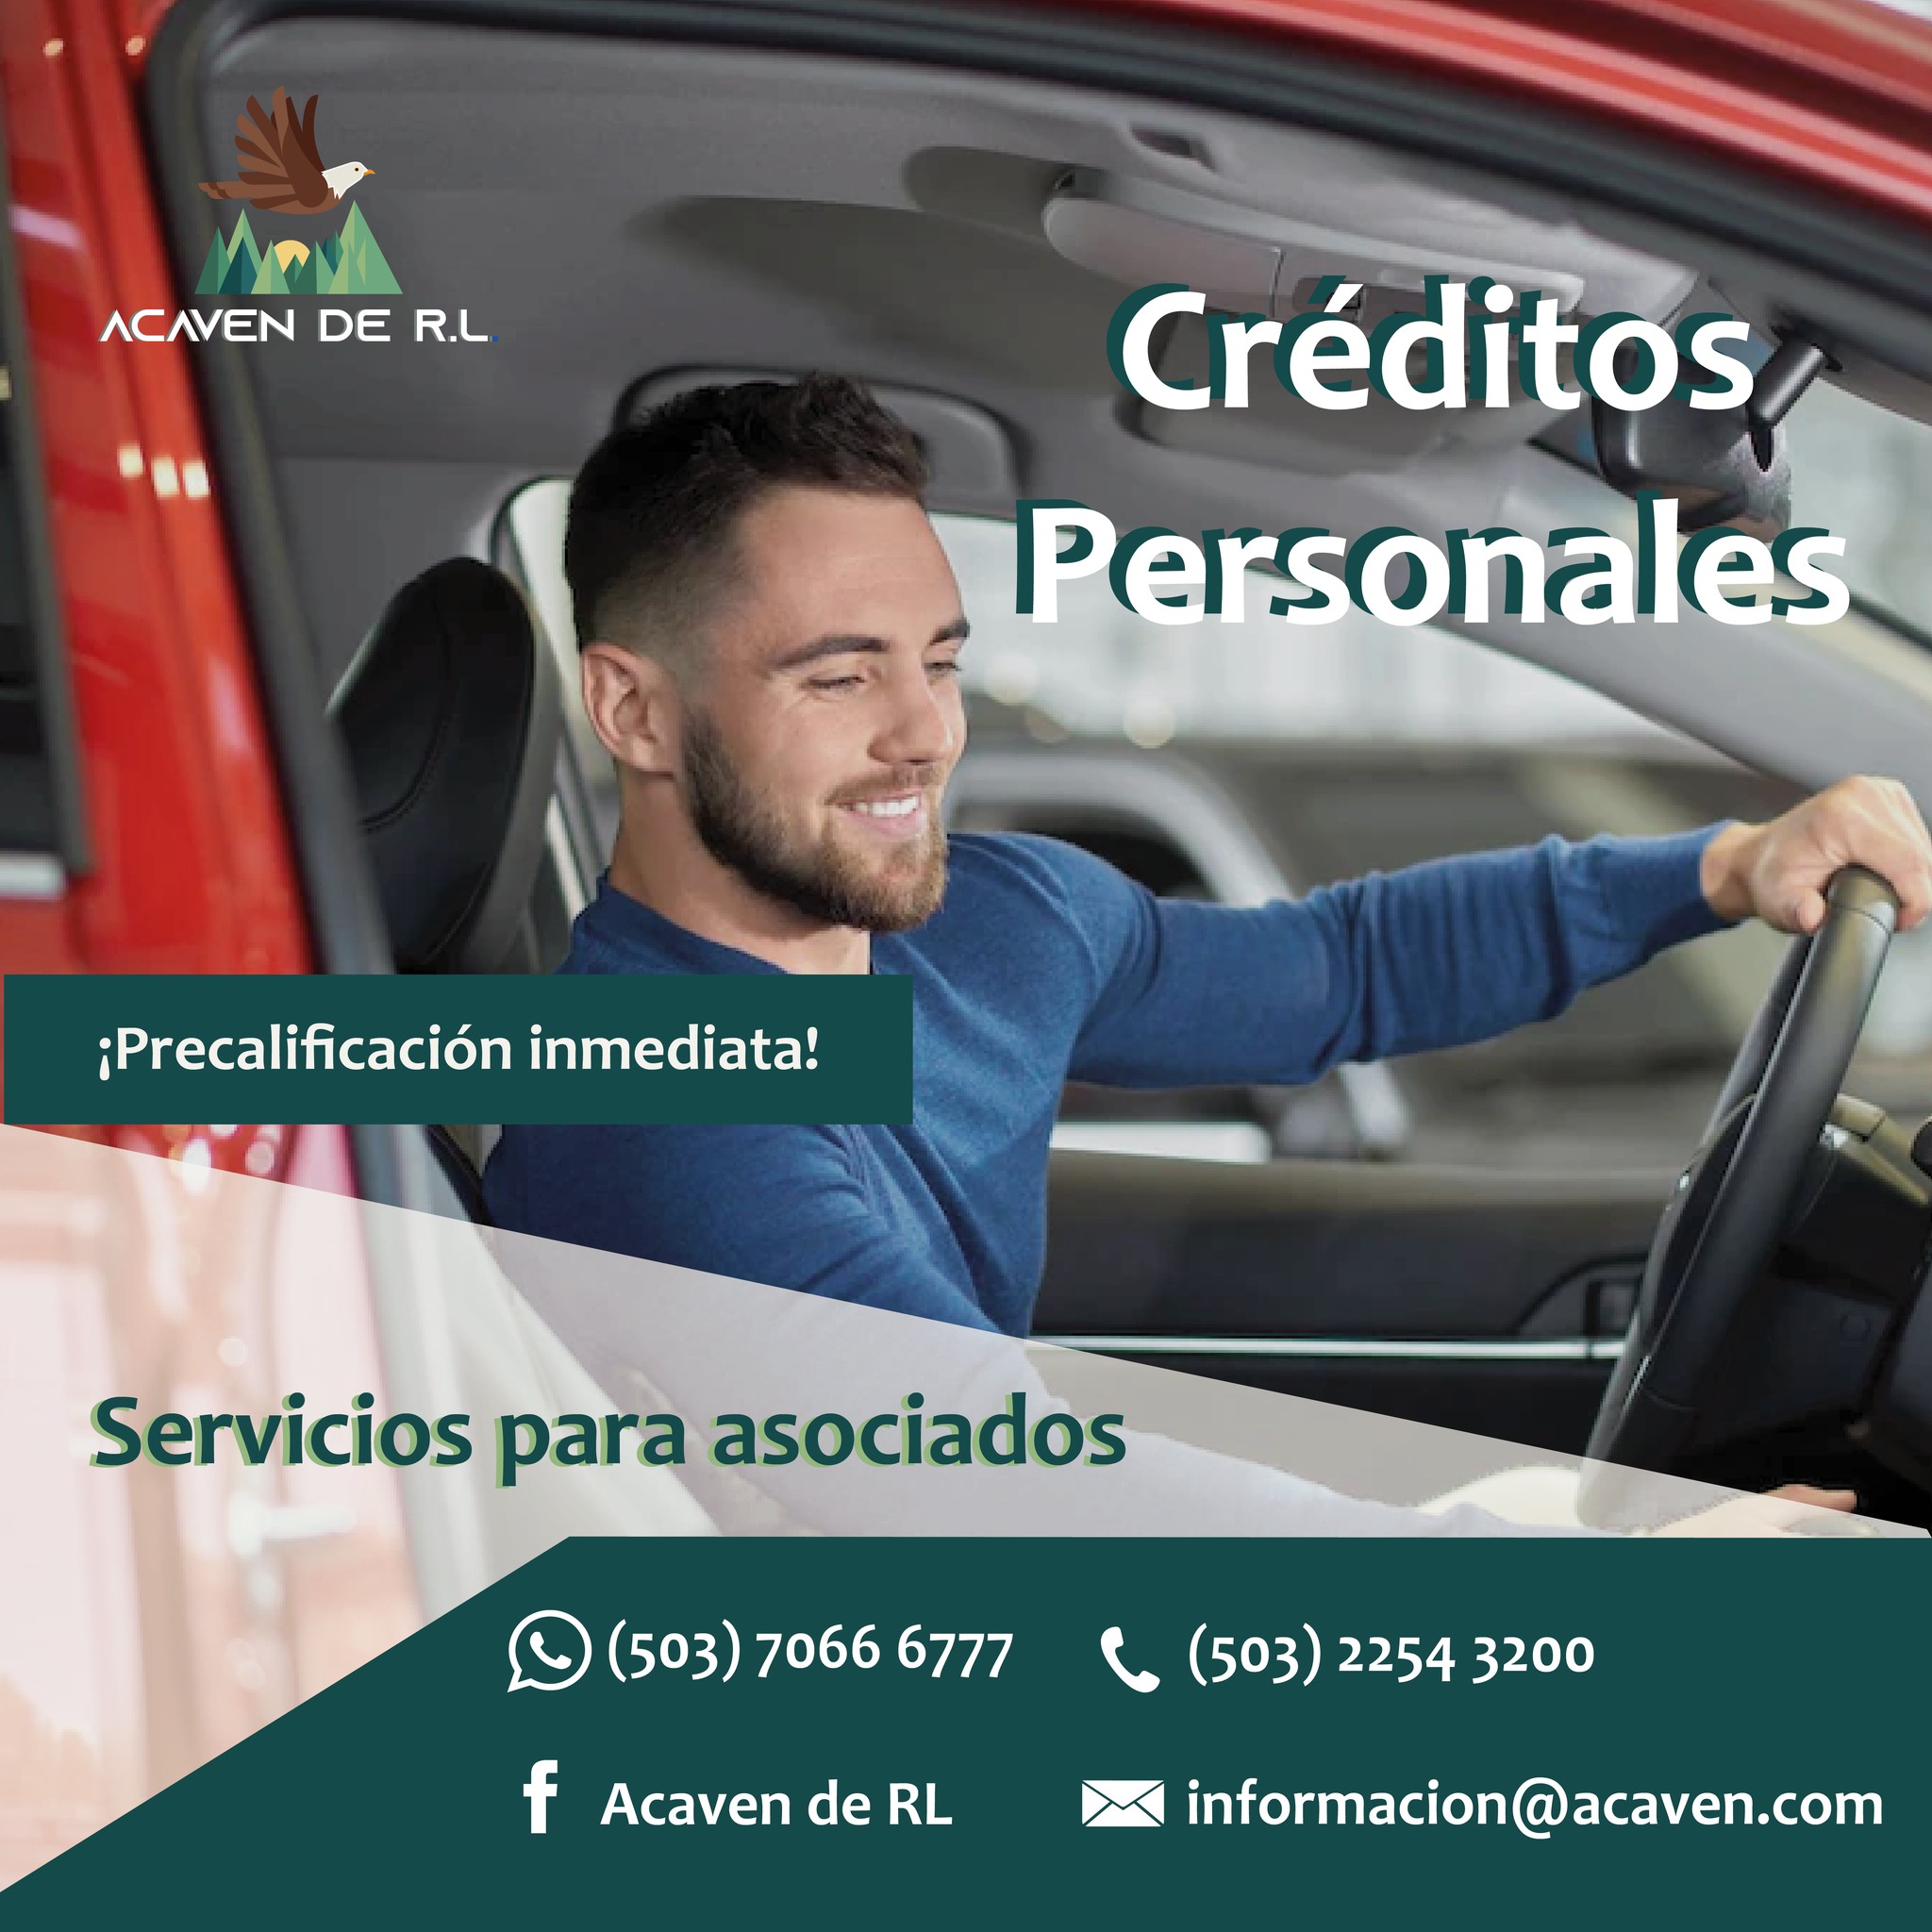 ACAVEN DE R.L.
Créditos
Personales
¡Precalificación inmediata!
Servicios para asociados
(503) 7066 6777
(503) 2254 3200
Acaven de RL
informacion@acaven.com